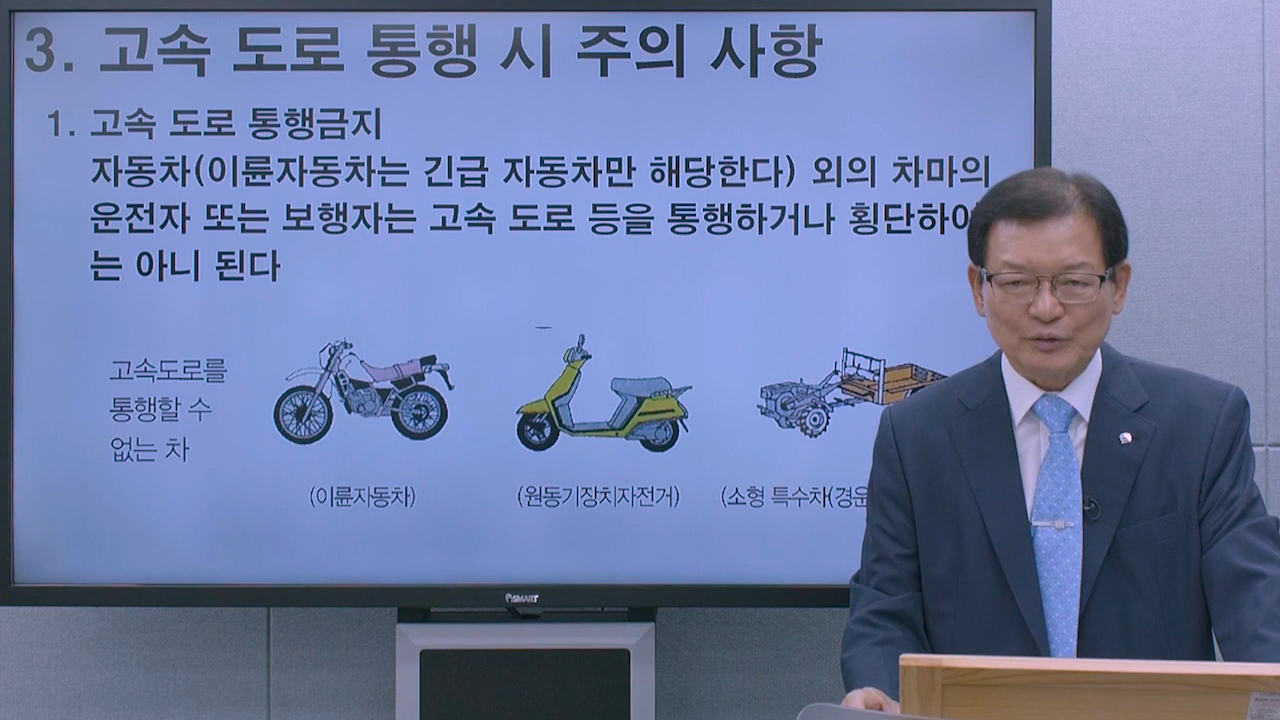 3. 고속 도로 통행 시 주의 사항
1. 고속 도로 통행금지
자동차(이륜자동차는 긴급 자동차만 해당한다) 외의 차마의
운전자 또는 보행자는 고속 도로 등을 통행하거나 횡단하여
는 아니 된다
고속도로를
통행할 수
없는 차
(이륜자동차)
(원동기장치자전거)
(소형 특수차(경운
SMART